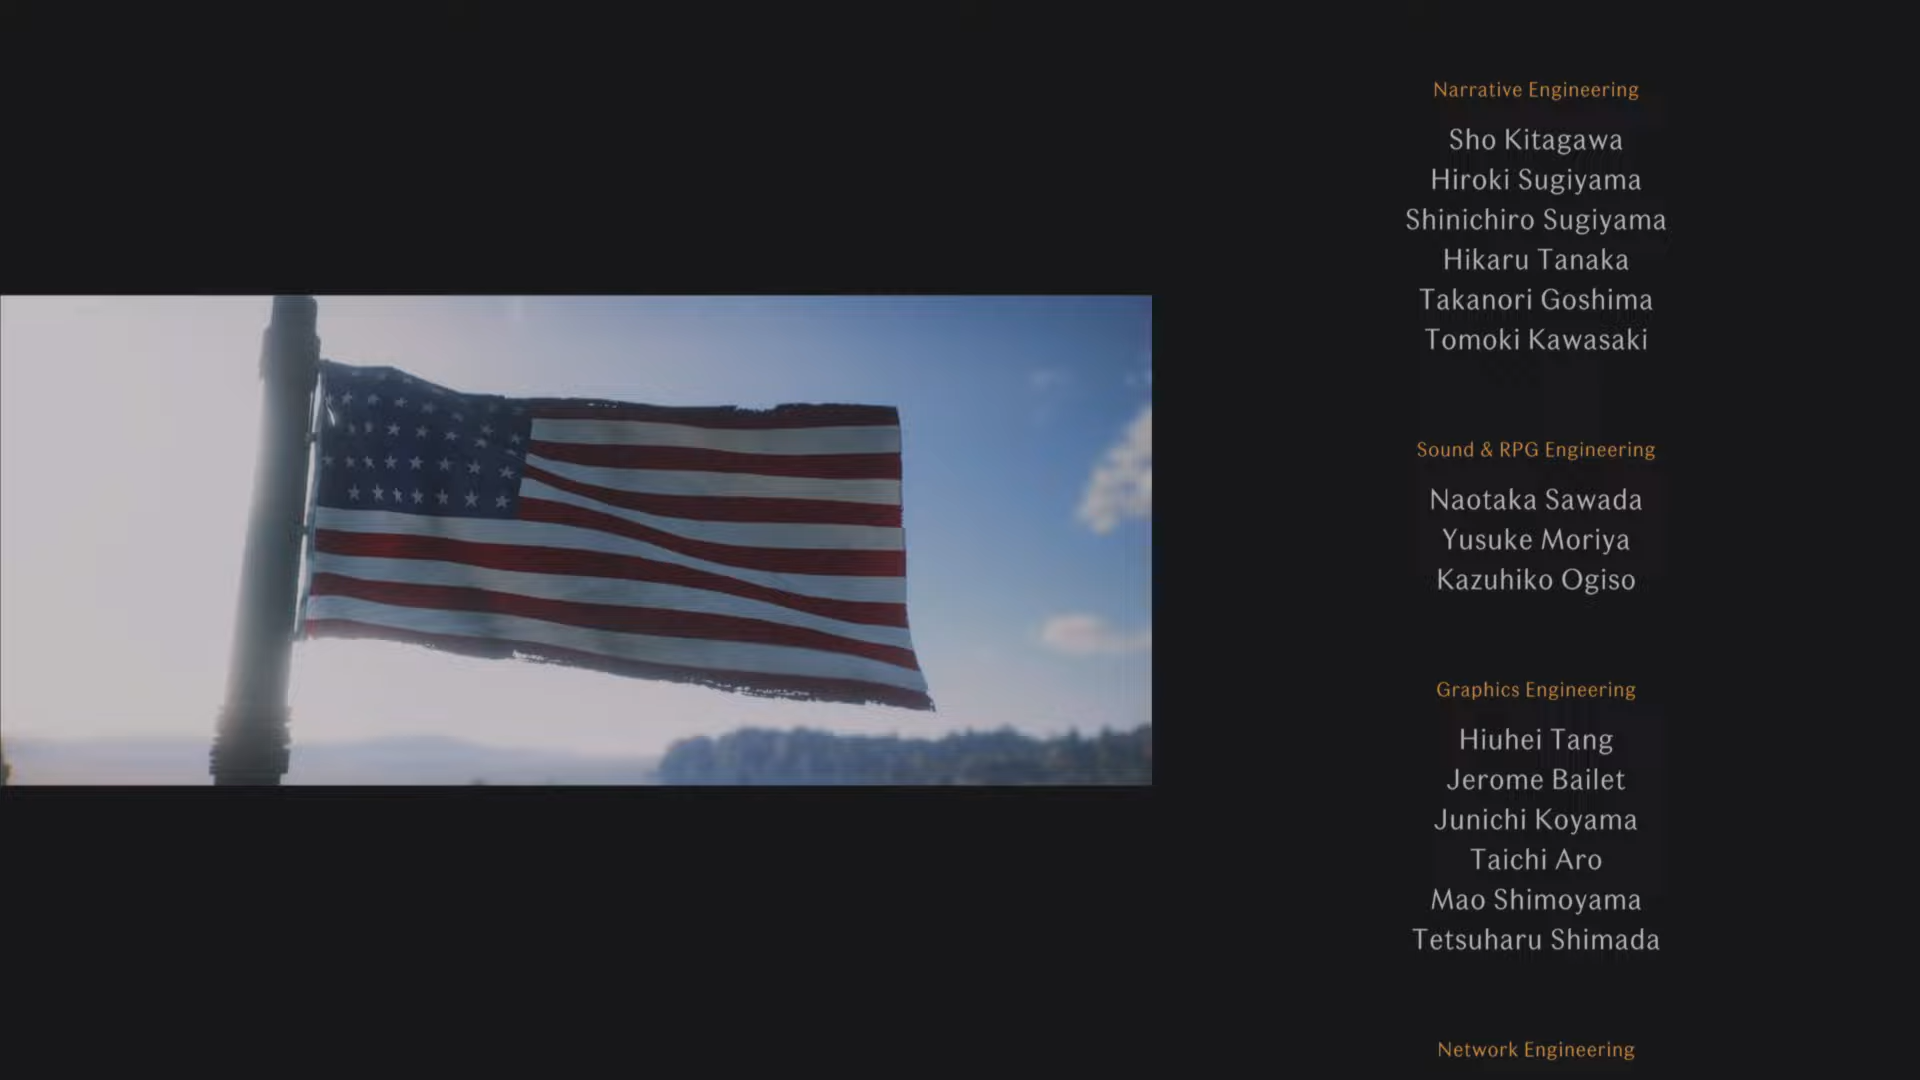 Narrative Engineering
Sho Kitagawa
Hiroki Sugiyama
Shinichiro Sugiyama
Hikaru Tanaka
Takanori Goshima
Tomoki Kawasaki
Sound & RPG Engineering
Naotaka Sawada
Yusuke Moriya
Kazuhiko Ogiso
Graphics Engineering
Hiuhei Tang
Jerome Bailet
Junichi Koyama
Taichi Aro
Mao Shimoyama
Tetsuharu Shimada
Network Engineering